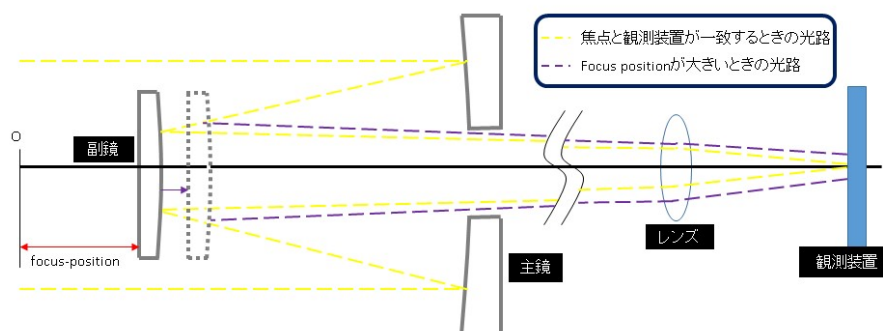 焦点と観測装置が一致するときの光路
Focus positionが大きいときの光路
O
副鏡
focus-position
主鏡
レンズ
観測装置